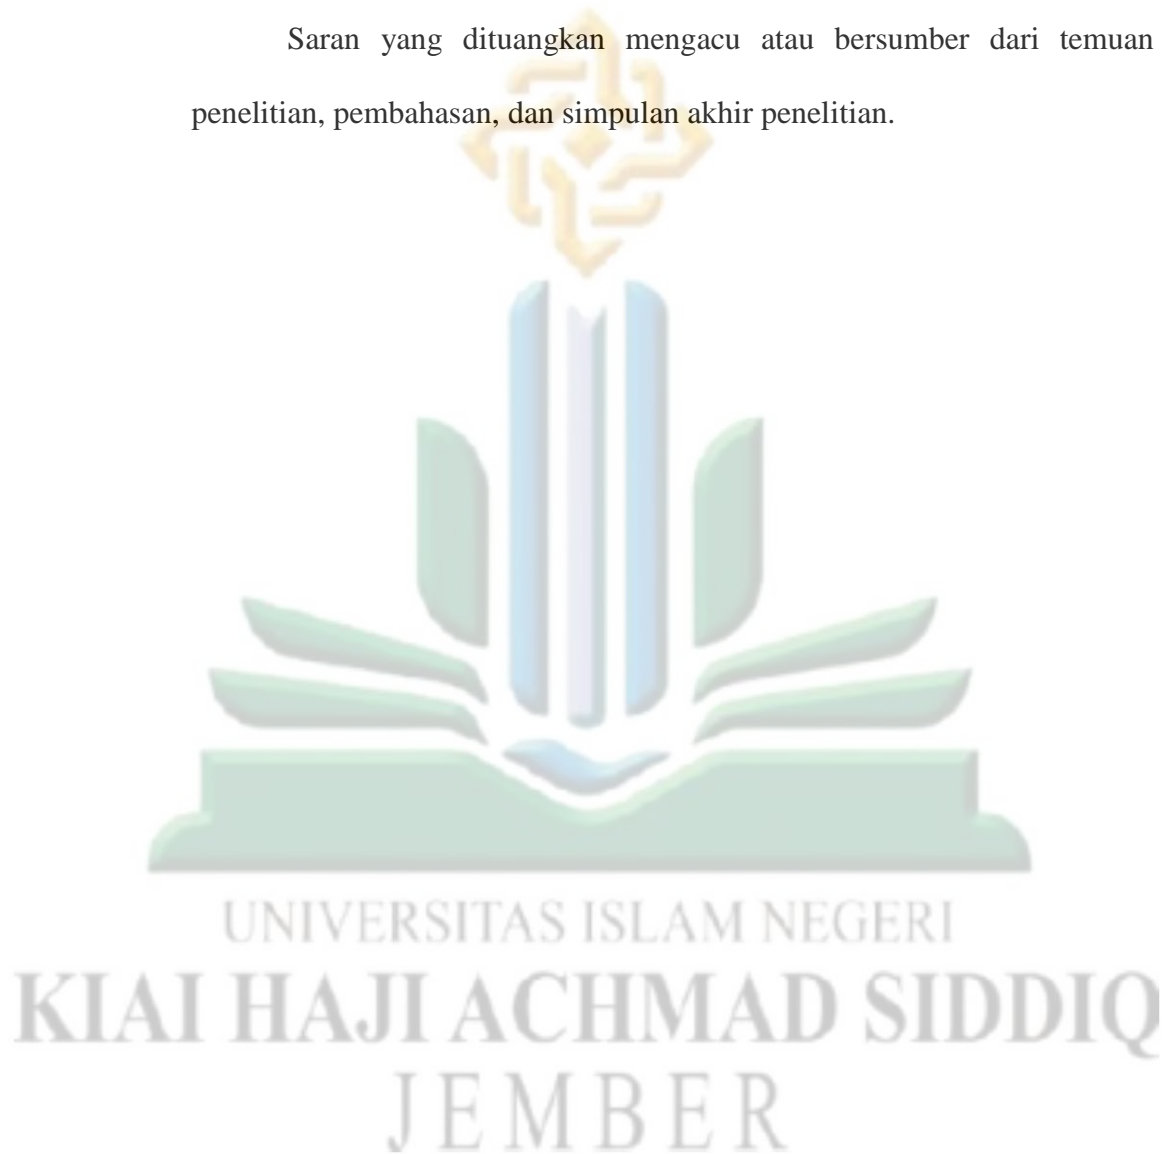 Saran yang dituangkan mengacu atau bersumber dari temuan
penelitian, pembahasan, dan simpulan akhir penelitian.
UNIVERSITAS ISLAM NEGERI
KIAI HAJI ACHMAD SIDDIQ
JEMBER